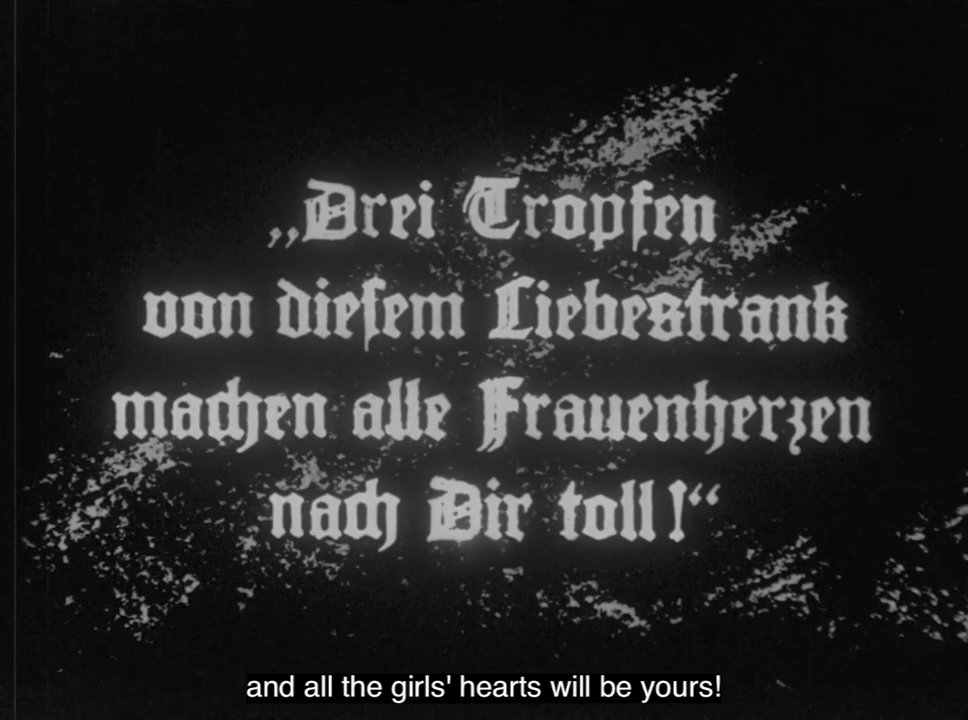 „Drei Tropfen
von diesem Liebestrank
machen alle Frauenherzen
nach Dir toll!“
and all the girls' hearts will be yours!